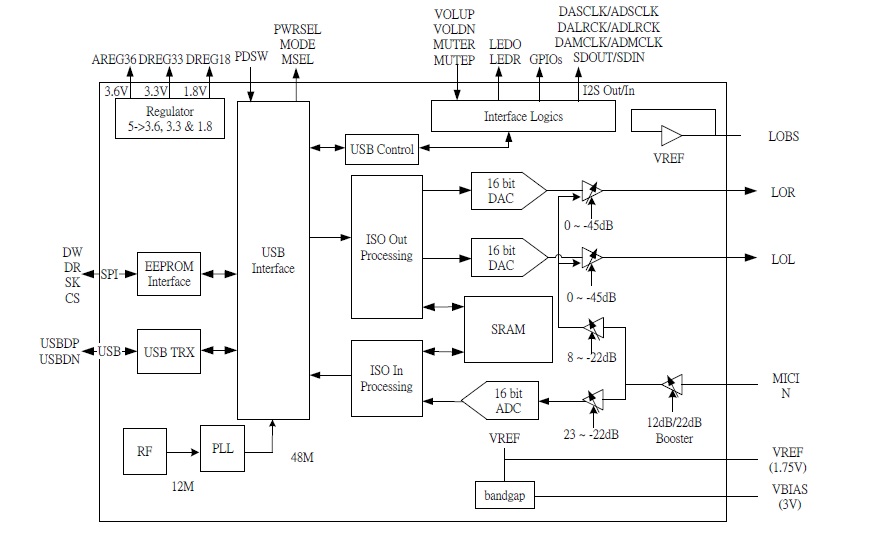 DASCLK/ADSCLK
DALRCK/ADLRCK
DAMCLK/ADMCLK
SDOUT/SDIN
VOLUP
VOLDN
MUTER
MUTEP
LEDO
LEDR
GPIOs
PWRSEL
MODE
MSEL
AREG36 DREG33 DREG18 PDSW
3.6V 3.3V 1.8V
I2S Out/In
Regulator
5->3.6, 3.3 & 1.8
Interface Logics
LOBS
VREF
USB Control
16 bit
DAC
LOR
0 ~ -45dB
ISO Out
Processing
USB
Interface
16 bit
DAC
LOL
DW
DR
SK
CS
SPI
EEPROM
Interface
0 ~ -45dB
SRAM
USBDP
USBDN
USB
USB TRX
8 ~ -22dB
ISO In
Processing
MICI
N
16 bit
ADC
12dB/22dB
Booster
23 ~ -22dB
RF
PLL
12M
48M
VREF
VREF
(1.75V)
bandgap
VBIAS
(3V)